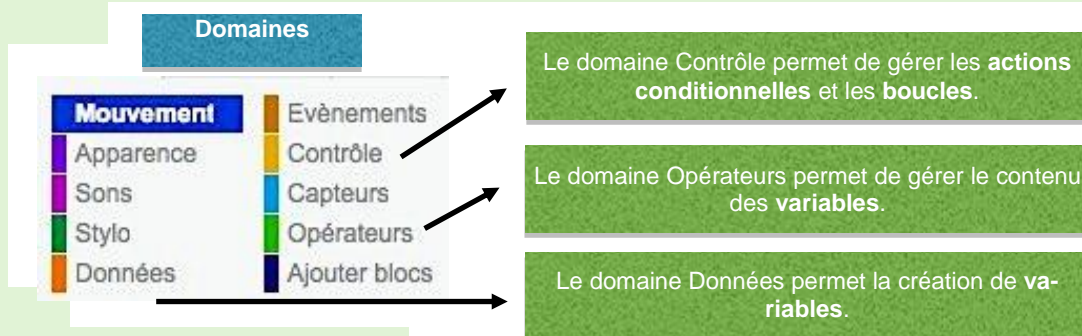 Domaines
Mouvement
Apparence
Sons
Stylo
Données
Evènements
Contrôle
Capteurs
Opérateurs
Ajouter blocs
Le domaine Contrôle permet de gérer les actions
conditionnelles et les boucles.
Le domaine Opérateurs permet de gérer le contenu
des variables.
Le domaine Données permet la création de va-
riables.